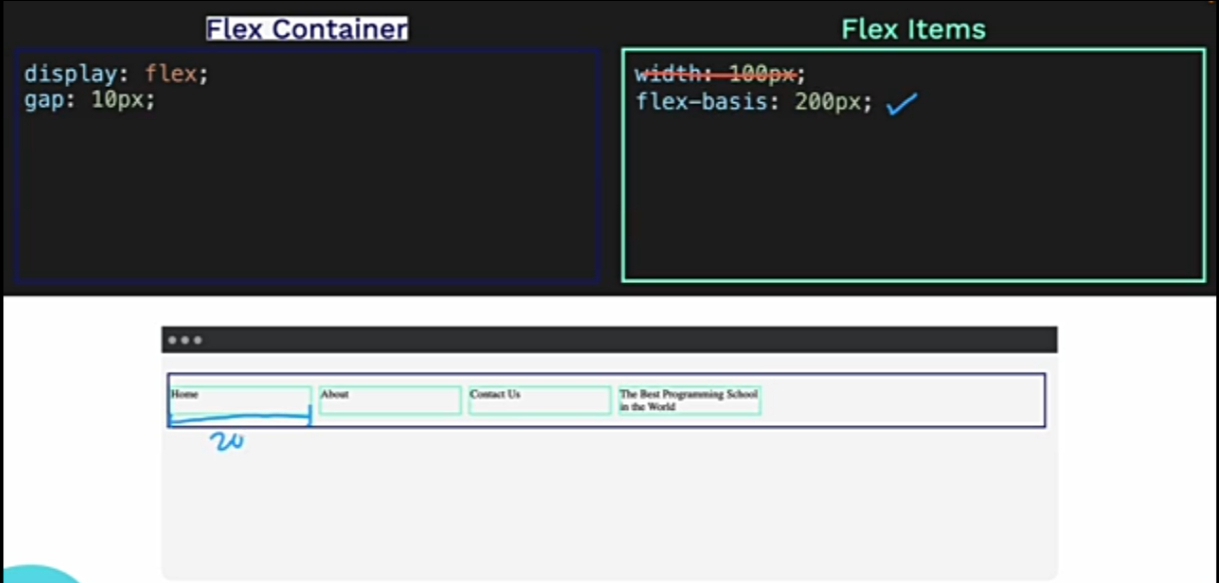 Flex Container
display: flex;
gap: 10px;
Flex Items
width: 100px;
flex-basis: 200px;
Home
About
Contact Us
The Best Programming School
in the World
20